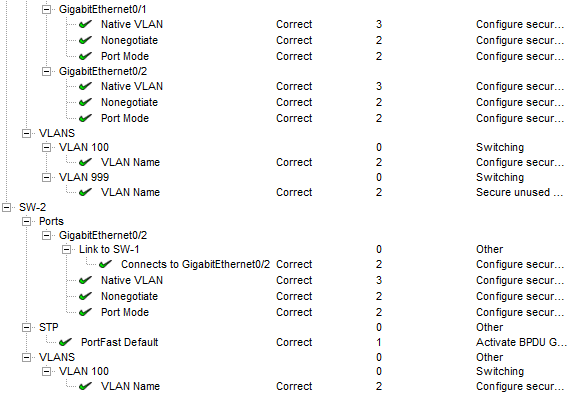 GigabitEthernet0/1
Native VLAN Correct 3 Configure secur...
Nonegotiate Correct 2 Configure secur...
Port Mode Correct 2 Configure secur...
GigabitEthernet0/2
Native VLAN Correct 3 Configure secur...
Nonegotiate Correct 2 Configure secur...
Port Mode Correct 2 Configure secur...
VLANS
VLAN 100 0 Switching
VLAN Name Correct 2 Configure secur...
VLAN 999 0 Switching
VLAN Name Correct 2 Secure unused ...
SW-2
Ports
GigabitEthernet0/2
Link to SW-1 0 Other
Connects to GigabitEthernet0/2 Correct 2 Configure secur...
Native VLAN Correct 3 Configure secur...
Nonegotiate Correct 2 Configure secur...
Port Mode Correct 2 Configure secur...
STP 0 Other
PortFast Default Correct 1 Activate BPDU G...
VLANS 0 Other
VLAN 100 0 Switching
VLAN Name Correct 2 Configure secur...